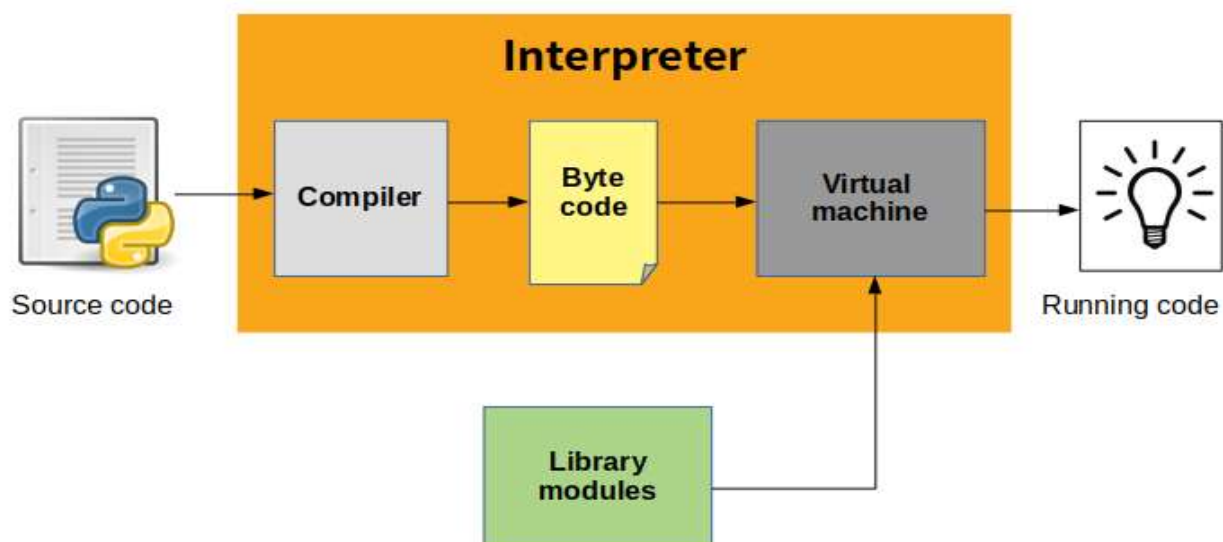 Interpreter
Compiler
Byte
code
Virtual
machine
Source code
Running code
Library
modules